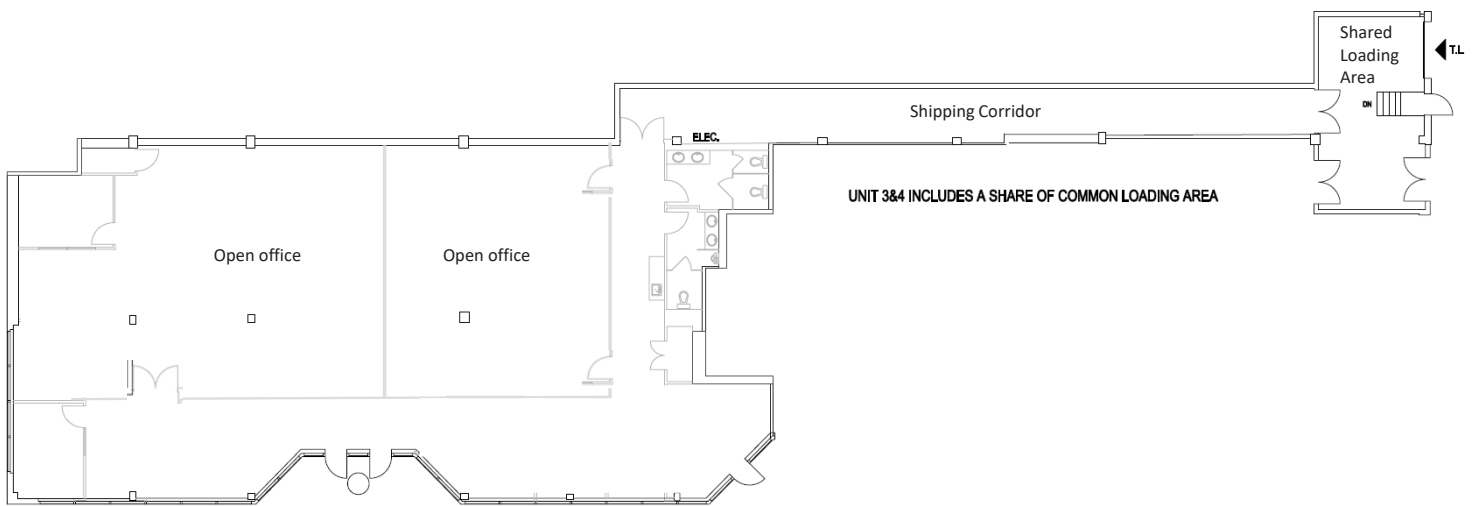 Shared
Loading
Area
T.L
DN
Shipping Corridor
ELEC.
UNIT 3&4 INCLUDES A SHARE OF COMMON LOADING AREA
Open office
Open office